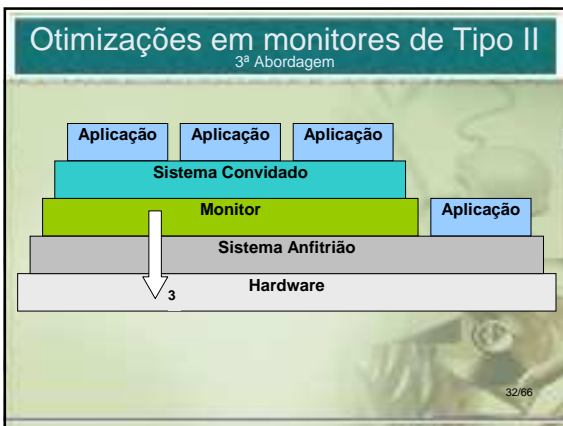 Otimizações em monitores de Tipo II
3ª Abordagem
Aplicação Aplicação Aplicação
Sistema Convidado
Monitor Aplicação
Sistema Anfitrião
Hardware
3
32/66